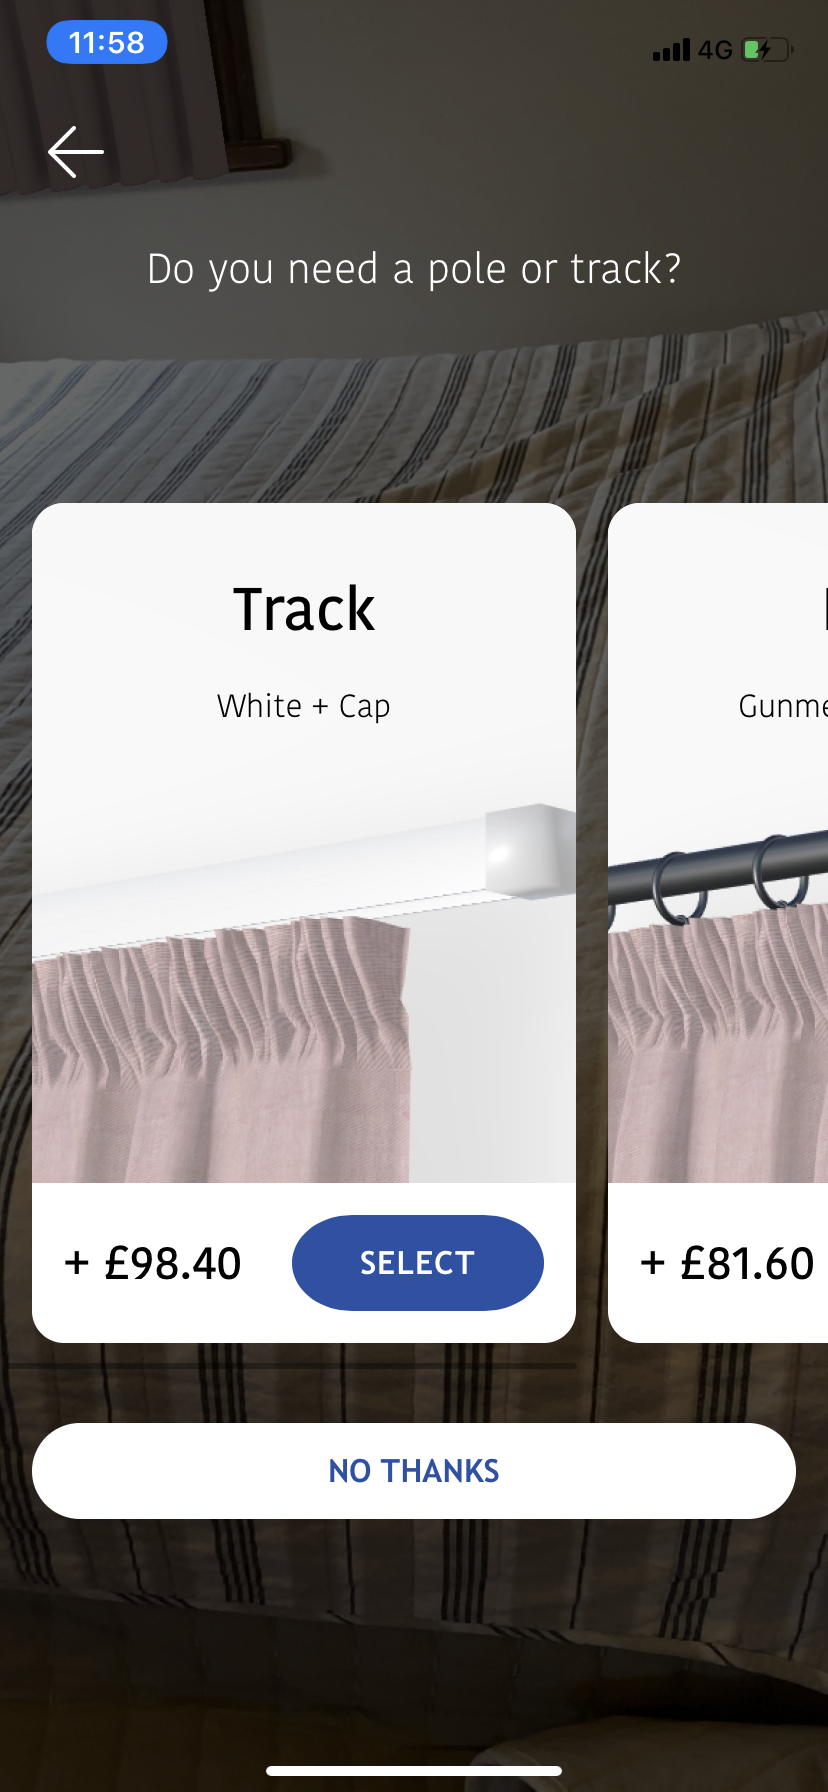 11:58
4G
Do you need a pole or track?
Track
White + Cap
+ £98.40
SELECT
+ £81.60
NO THANKS